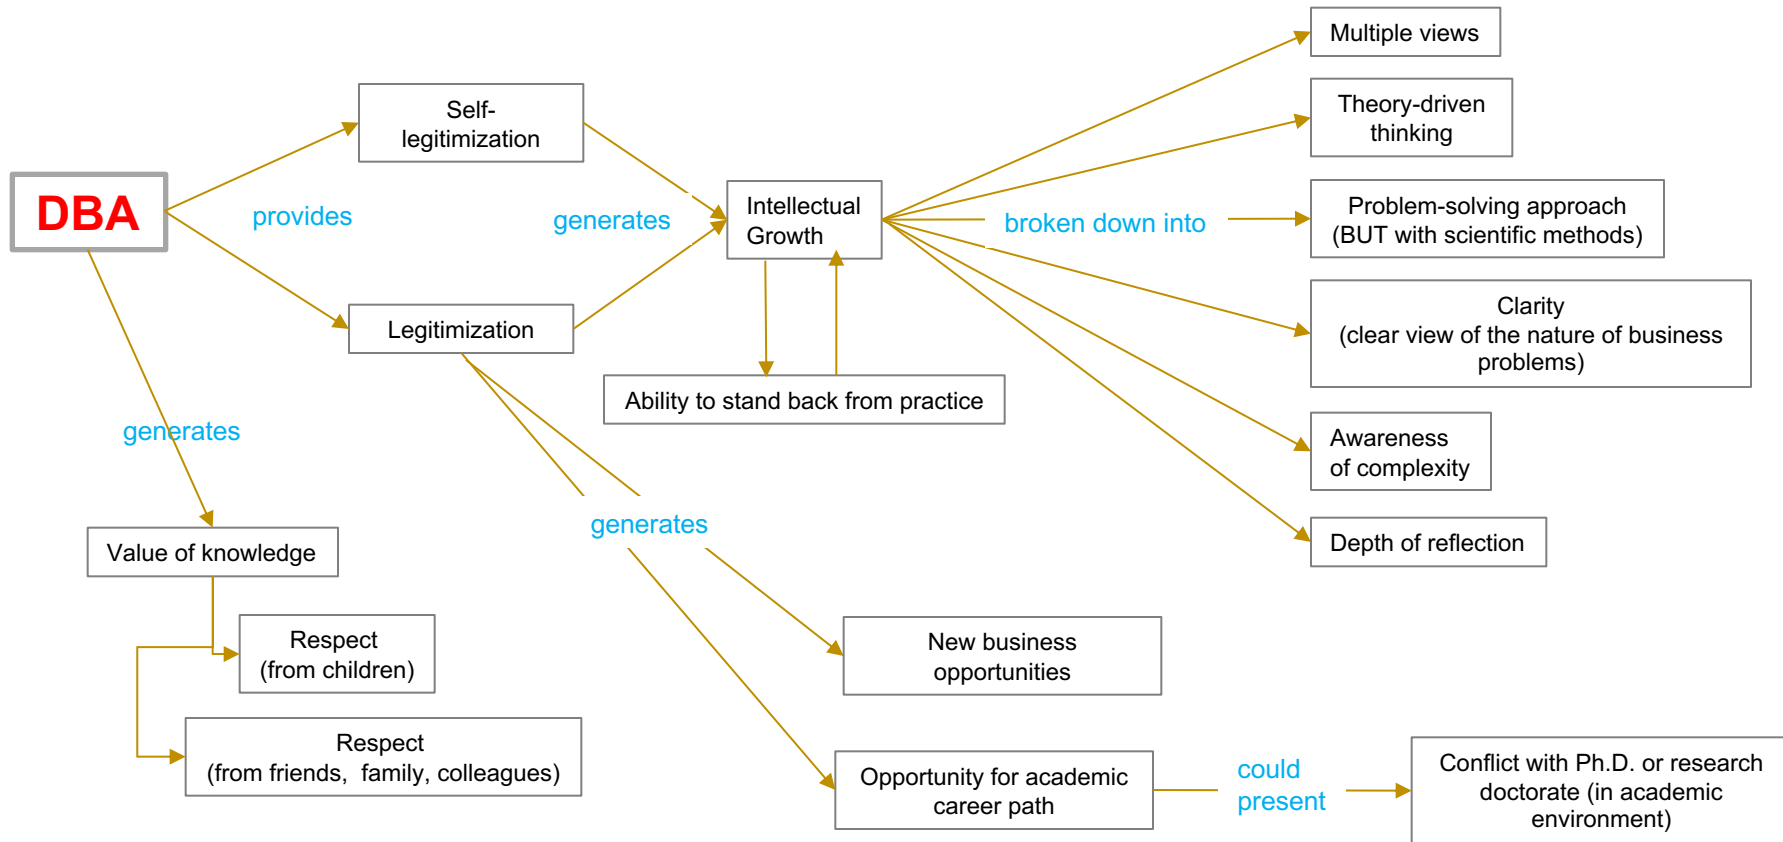 Multiple views
Self-
legitimization
Theory-driven
thinking
DBA
provides
generates
Intellectual
Growth
broken down into
Problem-solving approach
(BUT with scientific methods)
Legitimization
Clarity
(clear view of the nature of business
problems)
Ability to stand back from practice
generates
Awareness
of complexity
generates
Depth of reflection
Value of knowledge
Respect
(from children)
New business
opportunities
Respect
(from friends, family, colleagues)
Opportunity for academic
career path
could
present
Conflict with Ph.D. or research
doctorate (in academic
environment)